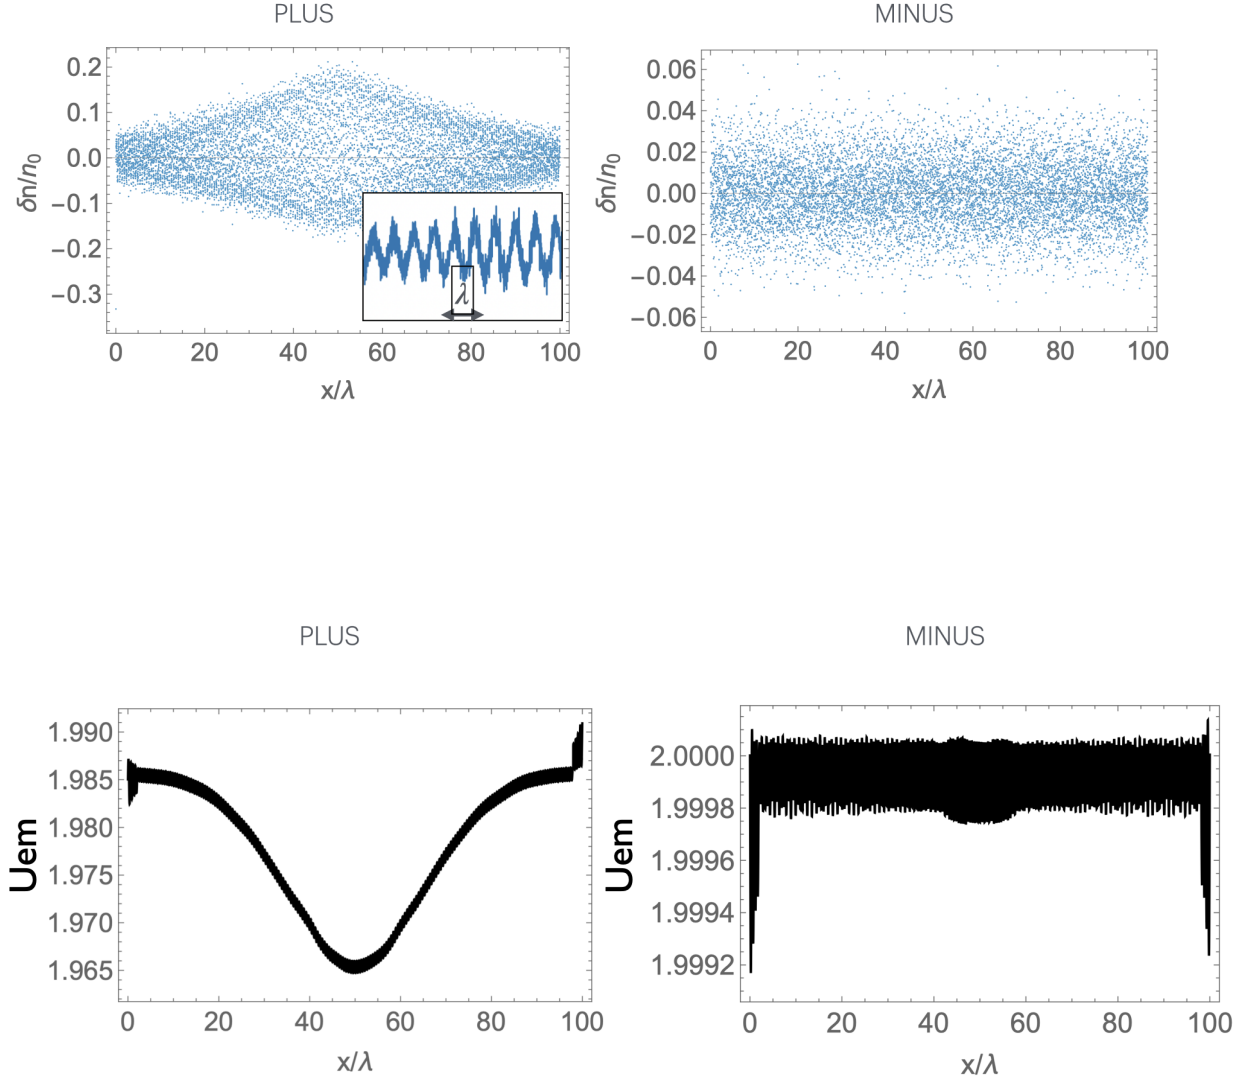 PLUS
δn/n₀
0.2
0.1
0.0
−0.1
−0.2
−0.3
λ
0 20 40 60 80 100
x/λ
MINUS
δn/n₀
0.06
0.04
0.02
0.00
−0.02
−0.04
−0.06
0 20 40 60 80 100
x/λ
PLUS
Uem
1.990
1.985
1.980
1.975
1.970
1.965
0 20 40 60 80 100
x/λ
MINUS
Uem
2.0000
1.9998
1.9996
1.9994
1.9992
0 20 40 60 80 100
x/λ